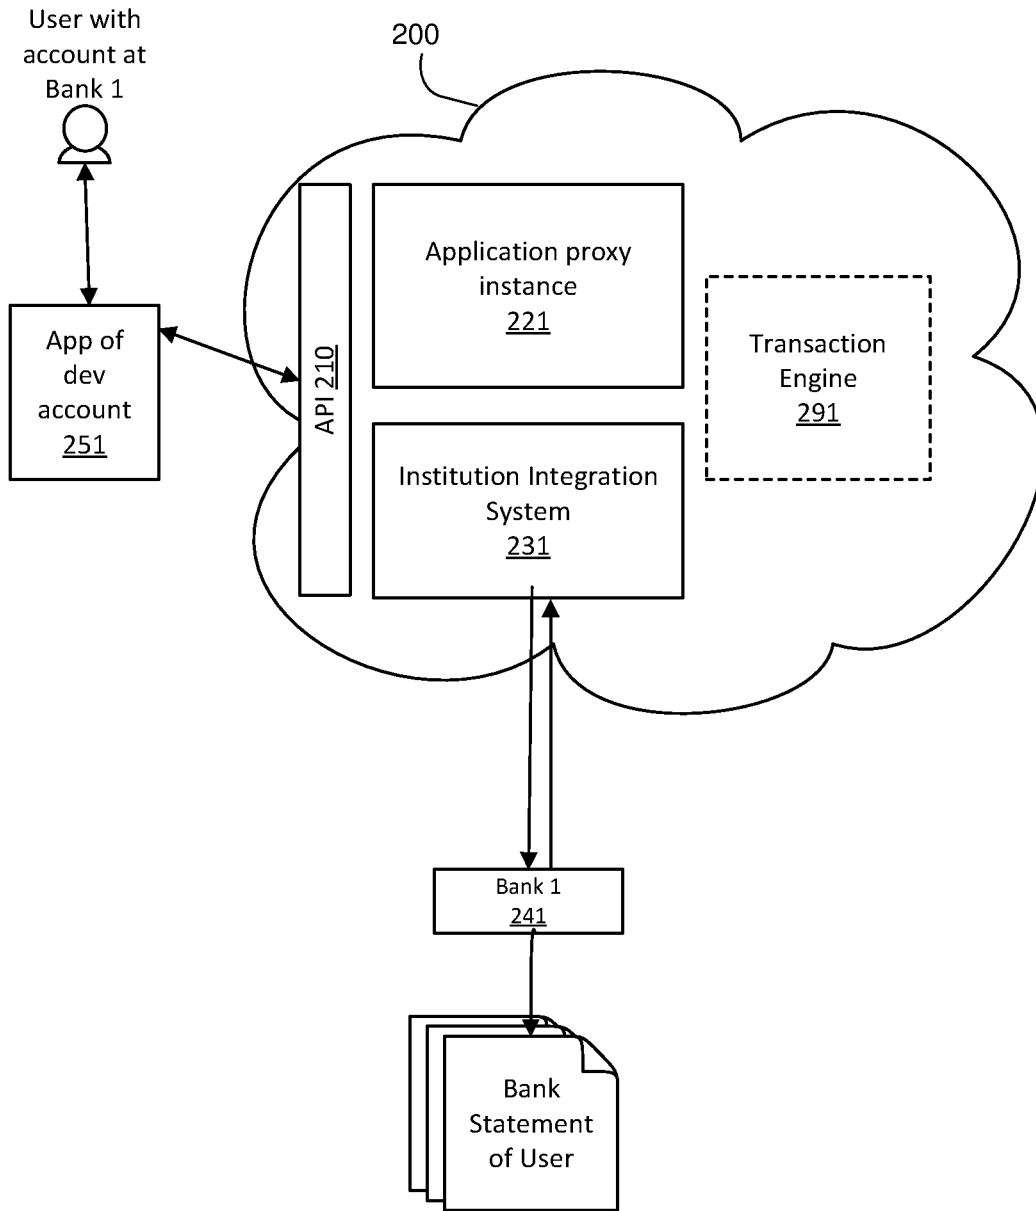 User with
account at
Bank 1
200
Application proxy
instance
221
Transaction
Engine
291
App of
dev
account
251
API 210
Institution Integration
System
231
Bank 1
241
Bank
Statement
of User